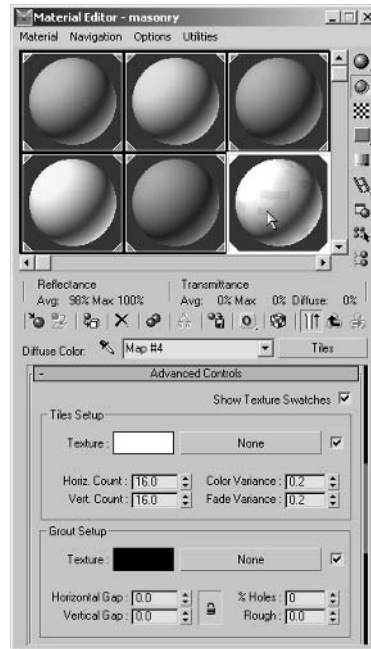 Material Editor - masonry
Material Navigation Options Utilities
Reflectance Transmittance
Avg: 98% Max: 100% Avg: 0% Max: 0% Diffuse: 0%
Diffuse Color: Map #4 Tiles
- Advanced Controls
Show Texture Swatches
Tiles Setup
Texture : None
Horiz. Count : 16.0 Color Variance : 0.2
Vert. Count : 16.0 Fade Variance : 0.2
Grout Setup
Texture : None
Horizontal Gap : 0.0 % Holes : 0
Vertical Gap : 0.0 Rough : 0.0